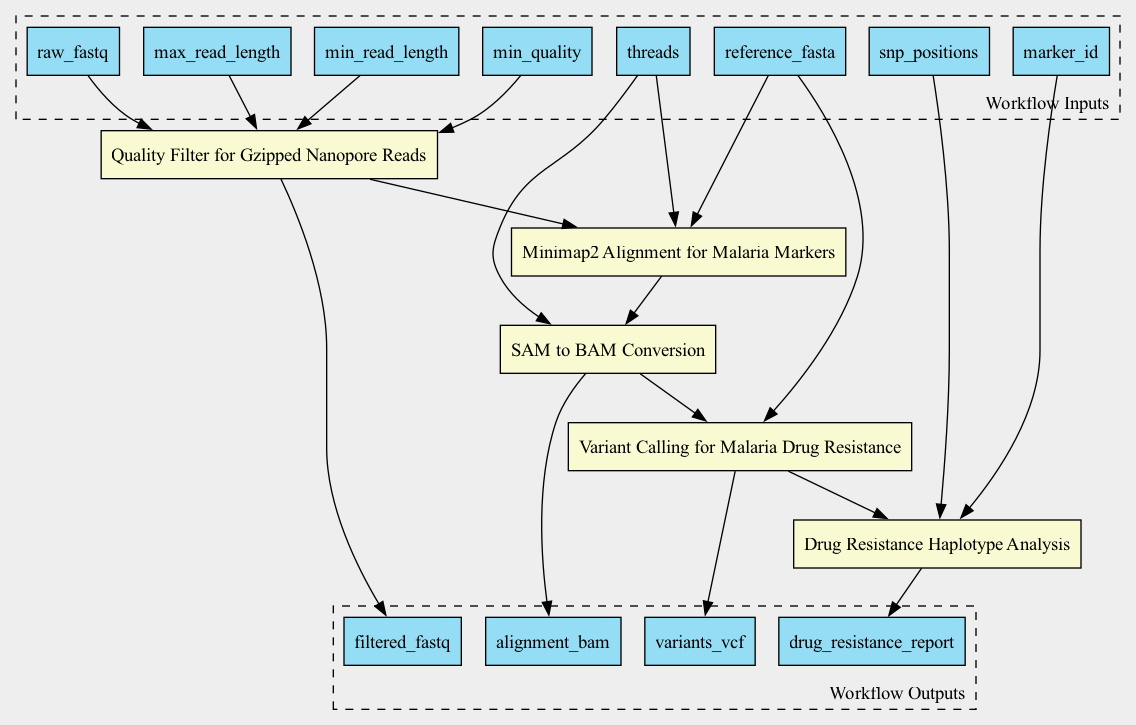 raw_fastq
max_read_length
min_read_length
min_quality
threads
reference_fasta
snp_positions
marker_id
Workflow Inputs
Quality Filter for Gzipped Nanopore Reads
Minimap2 Alignment for Malaria Markers
SAM to BAM Conversion
Variant Calling for Malaria Drug Resistance
Drug Resistance Haplotype Analysis
filtered_fastq
alignment_bam
variants_vcf
drug_resistance_report
Workflow Outputs